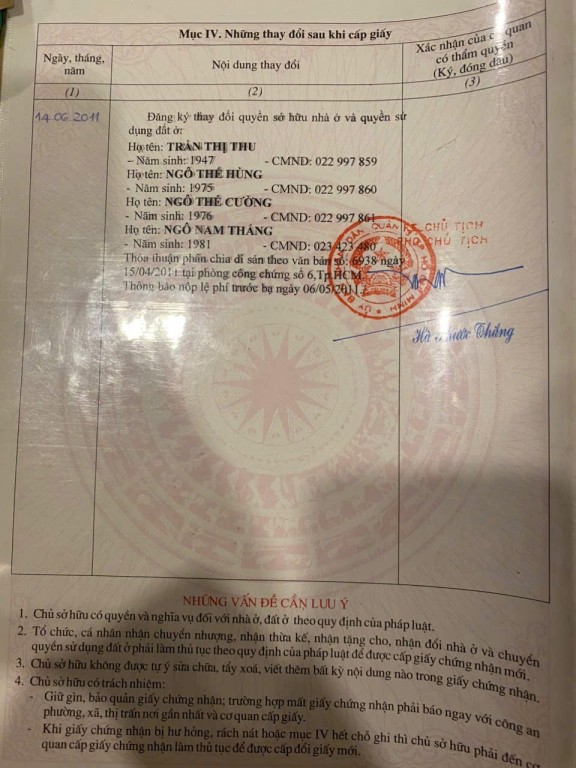 Mục IV. Những thay đổi sau khi cấp giấy
Ngày, tháng, năm
Nội dung thay đổi
Xác nhận của cơ quan
có thẩm quyền
(Ký, đóng dấu)
(1)
(2)
(3)
14.06.2011
Đăng ký thay đổi quyền sở hữu nhà ở và quyền sử
dụng đất ở:
Họ tên: TRẦN THỊ THU
– Năm sinh: 1947 - CMND: 022 997 859
Họ tên: NGÔ THẾ HÙNG
- Năm sinh: 1975 - CMND: 022 997 860
Họ tên: NGÔ THẾ CƯỜNG
- Năm sinh: 1976 - CMND: 022 997 861
Họ tên: NGÔ NAM THẮNG
- Năm sinh: 1981 - CMND: 023 423 480
Thỏa thuận phân chia di sản theo văn bản số: 6938 ngày
15/04/2011 tại phòng công chứng số 6, Tp.HCM.
Thông báo nộp lệ phí trước bạ ngày 06/05/2011.
KT. CHỦ TỊCH
PHÓ CHỦ TỊCH
Hà Phước Thắng
NHỮNG VẤN ĐỀ CẦN LƯU Ý
1. Chủ sở hữu có quyền và nghĩa vụ đối với nhà ở, đất ở theo quy định của pháp luật.
2. Tổ chức, cá nhân nhận chuyển nhượng, nhận thừa kế, nhận tặng cho, nhận đổi nhà ở và chuyển
quyền sử dụng đất ở phải làm thủ tục theo quy định của pháp luật để được cấp giấy chứng nhận mới.
3. Chủ sở hữu không được tự ý sửa chữa, tẩy xoá, viết thêm bất kỳ nội dung nào trong giấy chứng nhận.
4. Chủ sở hữu có trách nhiệm:
- Giữ gìn, bảo quản giấy chứng nhận; trường hợp mất giấy chứng nhận phải báo ngay với công an
phường, xã, thị trấn nơi gần nhất và cơ quan cấp giấy.
- Khi giấy chứng nhận bị hư hỏng, rách nát hoặc mục IV hết chỗ ghi thì chủ sở hữu phải đến cơ
quan cấp giấy chứng nhận làm thủ tục để được cấp đổi giấy mới.